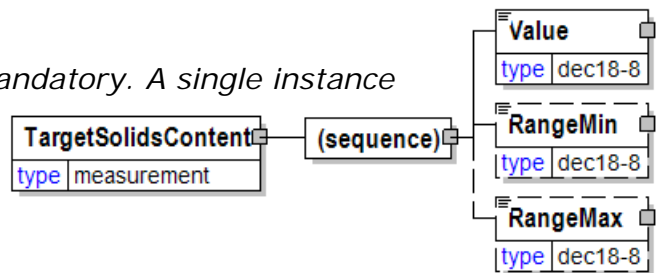 Value
type dec18-8
andatory. A single instance
TargetSolidsContent
type measurement
(sequence)
RangeMin
type dec18-8
RangeMax
type dec18-8